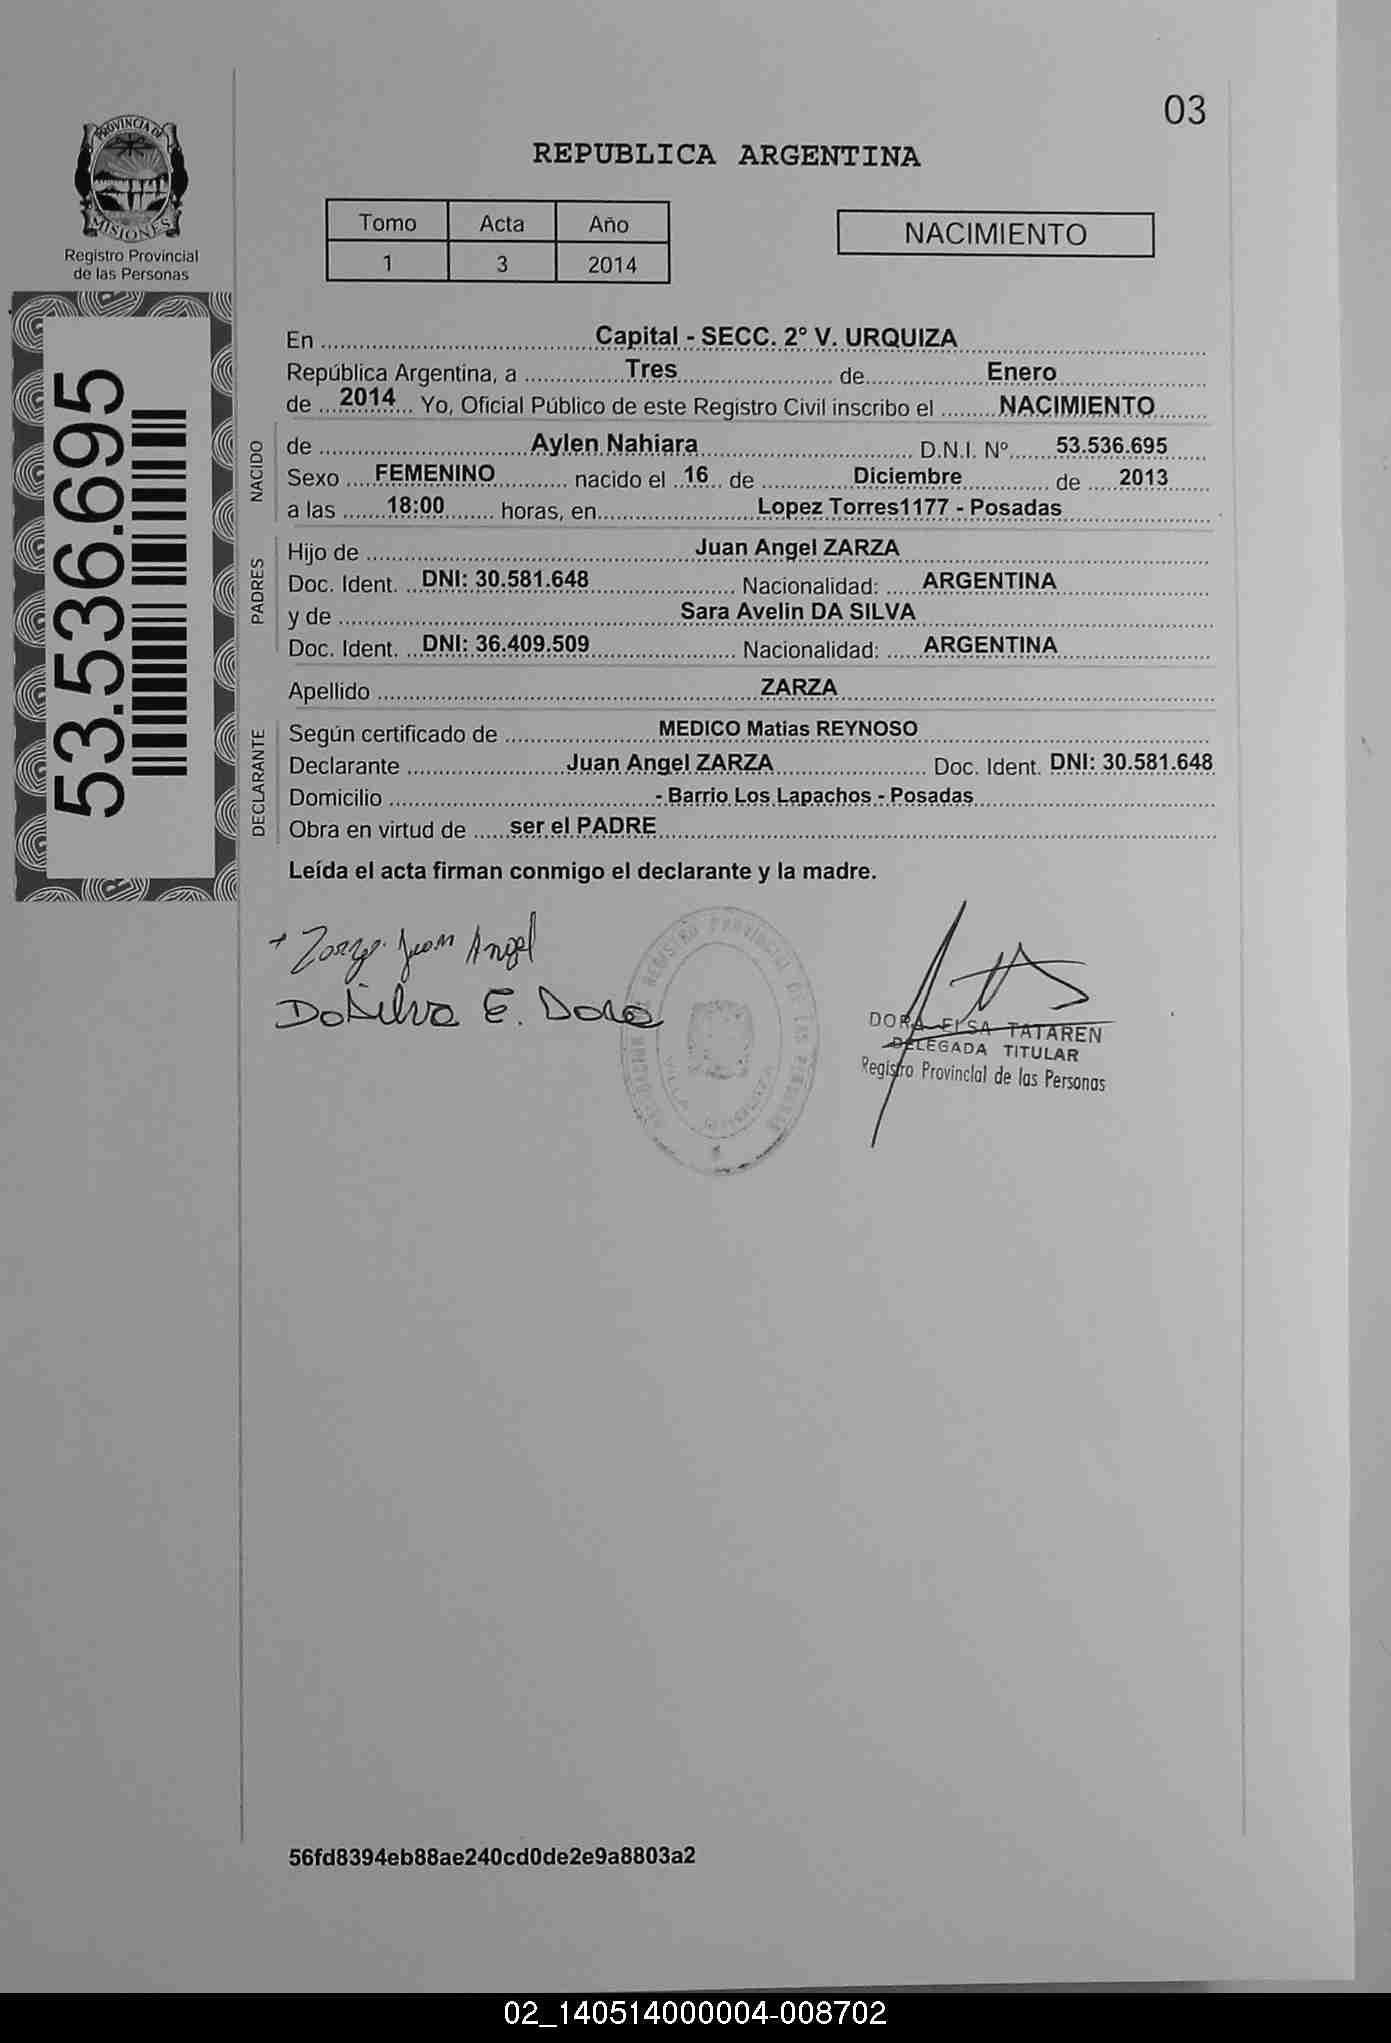 03
PROVINCIA DE
MISIONES
Registro Provincial
de las Personas
REPUBLICA ARGENTINA
Tomo Acta Año
1 3 2014
NACIMIENTO
53.536.695
En Capital - SECC. 2° V. URQUIZA
República Argentina, a Tres de Enero
de 2014 Yo, Oficial Público de este Registro Civil inscribo el NACIMIENTO
NACIDO
de Aylen Nahiara D.N.I. Nº 53.536.695
Sexo FEMENINO nacido el 16 de Diciembre de 2013
a las 18:00 horas, en Lopez Torres1177 - Posadas
PADRES
Hijo de Juan Angel ZARZA
Doc. Ident. DNI: 30.581.648 Nacionalidad: ARGENTINA
y de Sara Avelin DA SILVA
Doc. Ident. DNI: 36.409.509 Nacionalidad: ARGENTINA
Apellido ZARZA
DECLARANTE
Según certificado de MEDICO Matias REYNOSO
Declarante Juan Angel ZARZA Doc. Ident. DNI: 30.581.648
Domicilio - Barrio Los Lapachos - Posadas
Obra en virtud de ser el PADRE
Leída el acta firman conmigo el declarante y la madre.
Juan Angel
REGISTRO PROVINCIAL DE LAS PERSONAS
VILLA URQUIZA
DORA ELSA TATAREN
DELEGADA TITULAR
Registro Provincial de las Personas
56fd8394eb88ae240cd0de2e9a8803a2
02_140514000004-008702